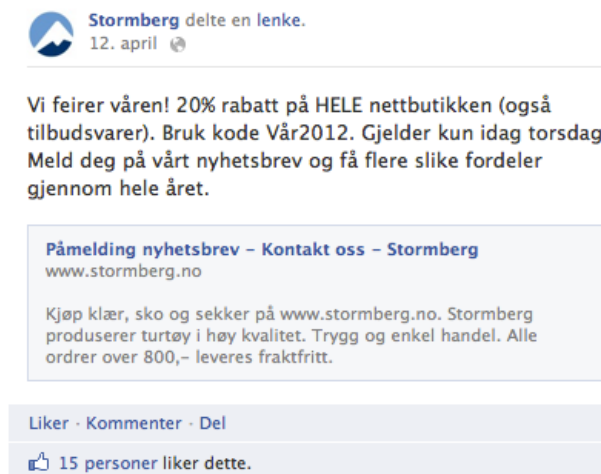 Stormberg delte en lenke.
12. april
Vi feirer våren! 20% rabatt på HELE nettbutikken (også
tilbudsvarer). Bruk kode Vår2012. Gjelder kun idag torsdag
Meld deg på vårt nyhetsbrev og få flere slike fordeler
gjennom hele året.
Påmelding nyhetsbrev – Kontakt oss – Stormberg
www.stormberg.no
Kjøp klær, sko og sekker på www.stormberg.no. Stormberg
produserer turtøy i høy kvalitet. Trygg og enkel handel. Alle
ordrer over 800,– leveres fraktfritt.
Liker · Kommenter · Del
15 personer liker dette.